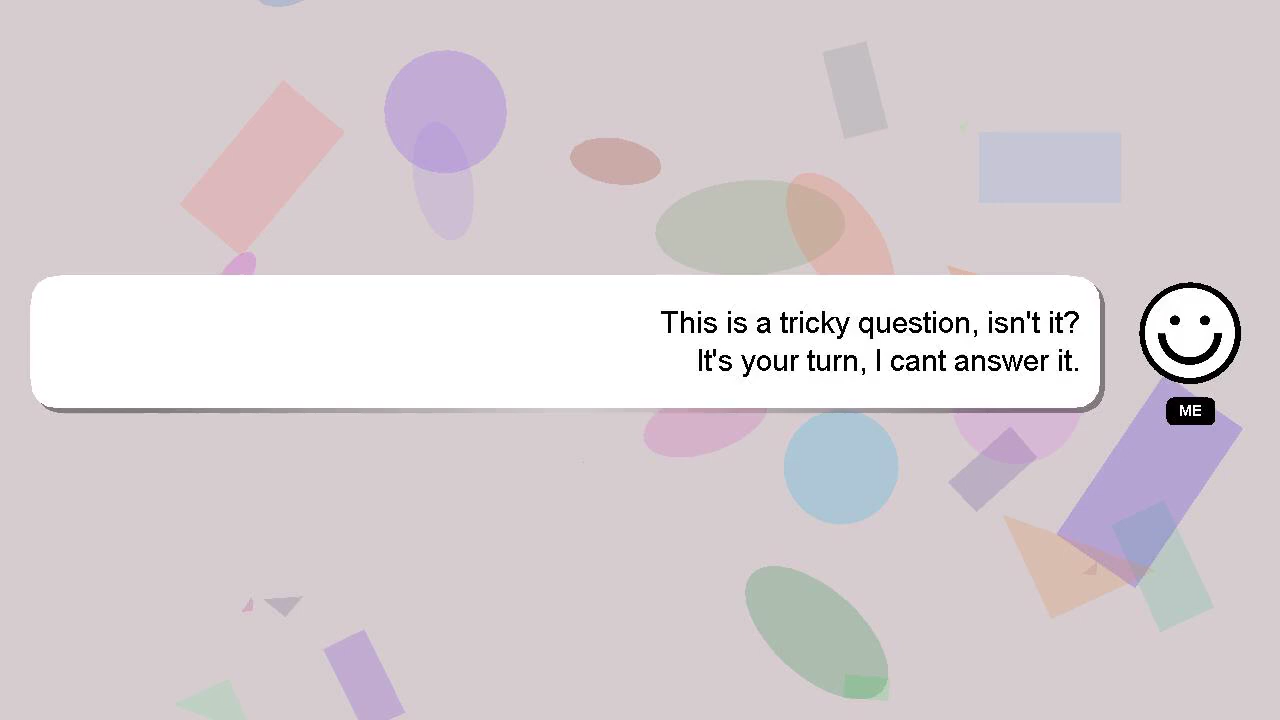 This is a tricky question, isn't it?
It's your turn, I cant answer it.
ME